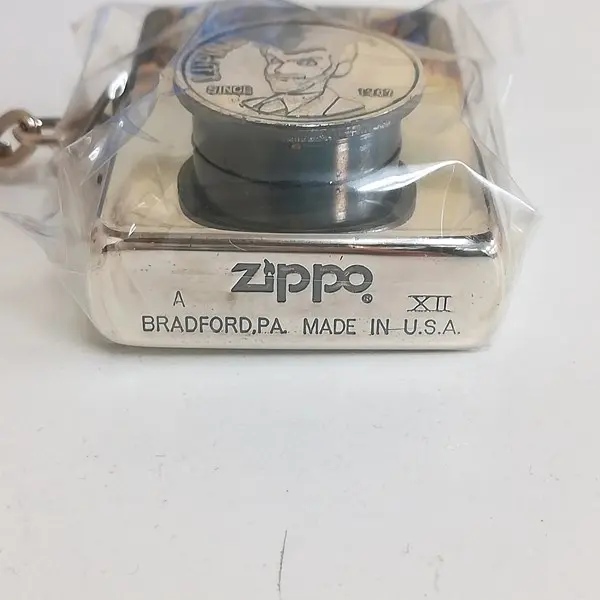 SINCE 1967
zippo®
A XII
BRADFORD,PA. MADE IN U.S.A.